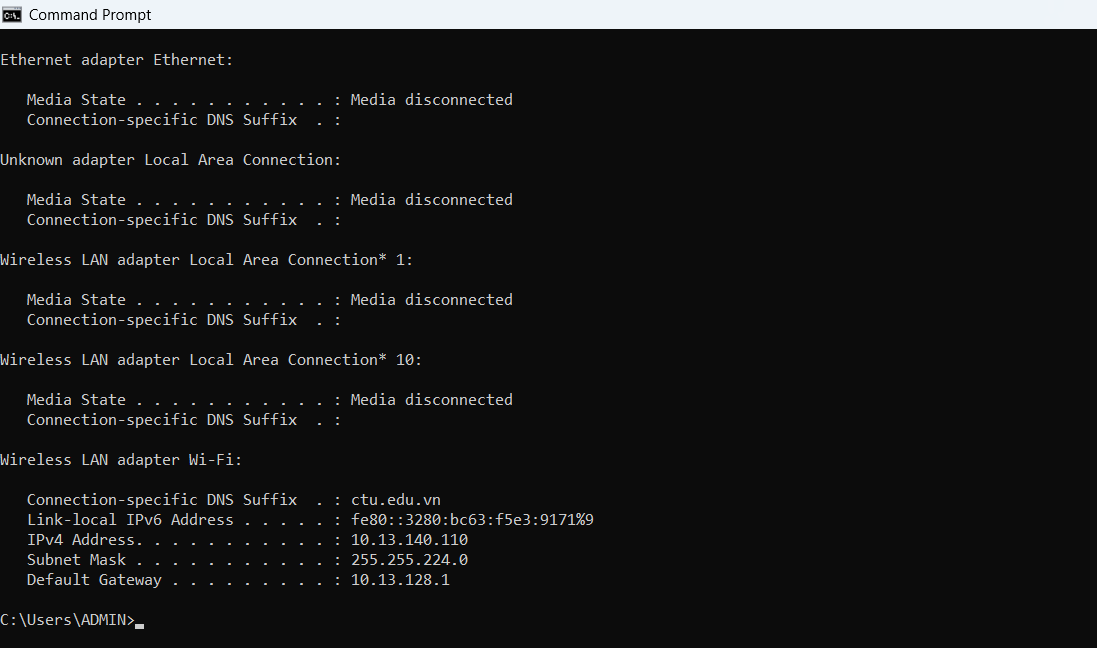 Command Prompt
Ethernet adapter Ethernet:
Media State . . . . . . . . . . . : Media disconnected
Connection-specific DNS Suffix  . :
Unknown adapter Local Area Connection:
Media State . . . . . . . . . . . : Media disconnected
Connection-specific DNS Suffix  . :
Wireless LAN adapter Local Area Connection* 1:
Media State . . . . . . . . . . . : Media disconnected
Connection-specific DNS Suffix  . :
Wireless LAN adapter Local Area Connection* 10:
Media State . . . . . . . . . . . : Media disconnected
Connection-specific DNS Suffix  . :
Wireless LAN adapter Wi-Fi:
Connection-specific DNS Suffix  . : ctu.edu.vn
Link-local IPv6 Address . . . . . : fe80::3280:bc63:f5e3:9171%9
IPv4 Address. . . . . . . . . . . : 10.13.140.110
Subnet Mask . . . . . . . . . . . : 255.255.224.0
Default Gateway . . . . . . . . . : 10.13.128.1
C:\Users\ADMIN>